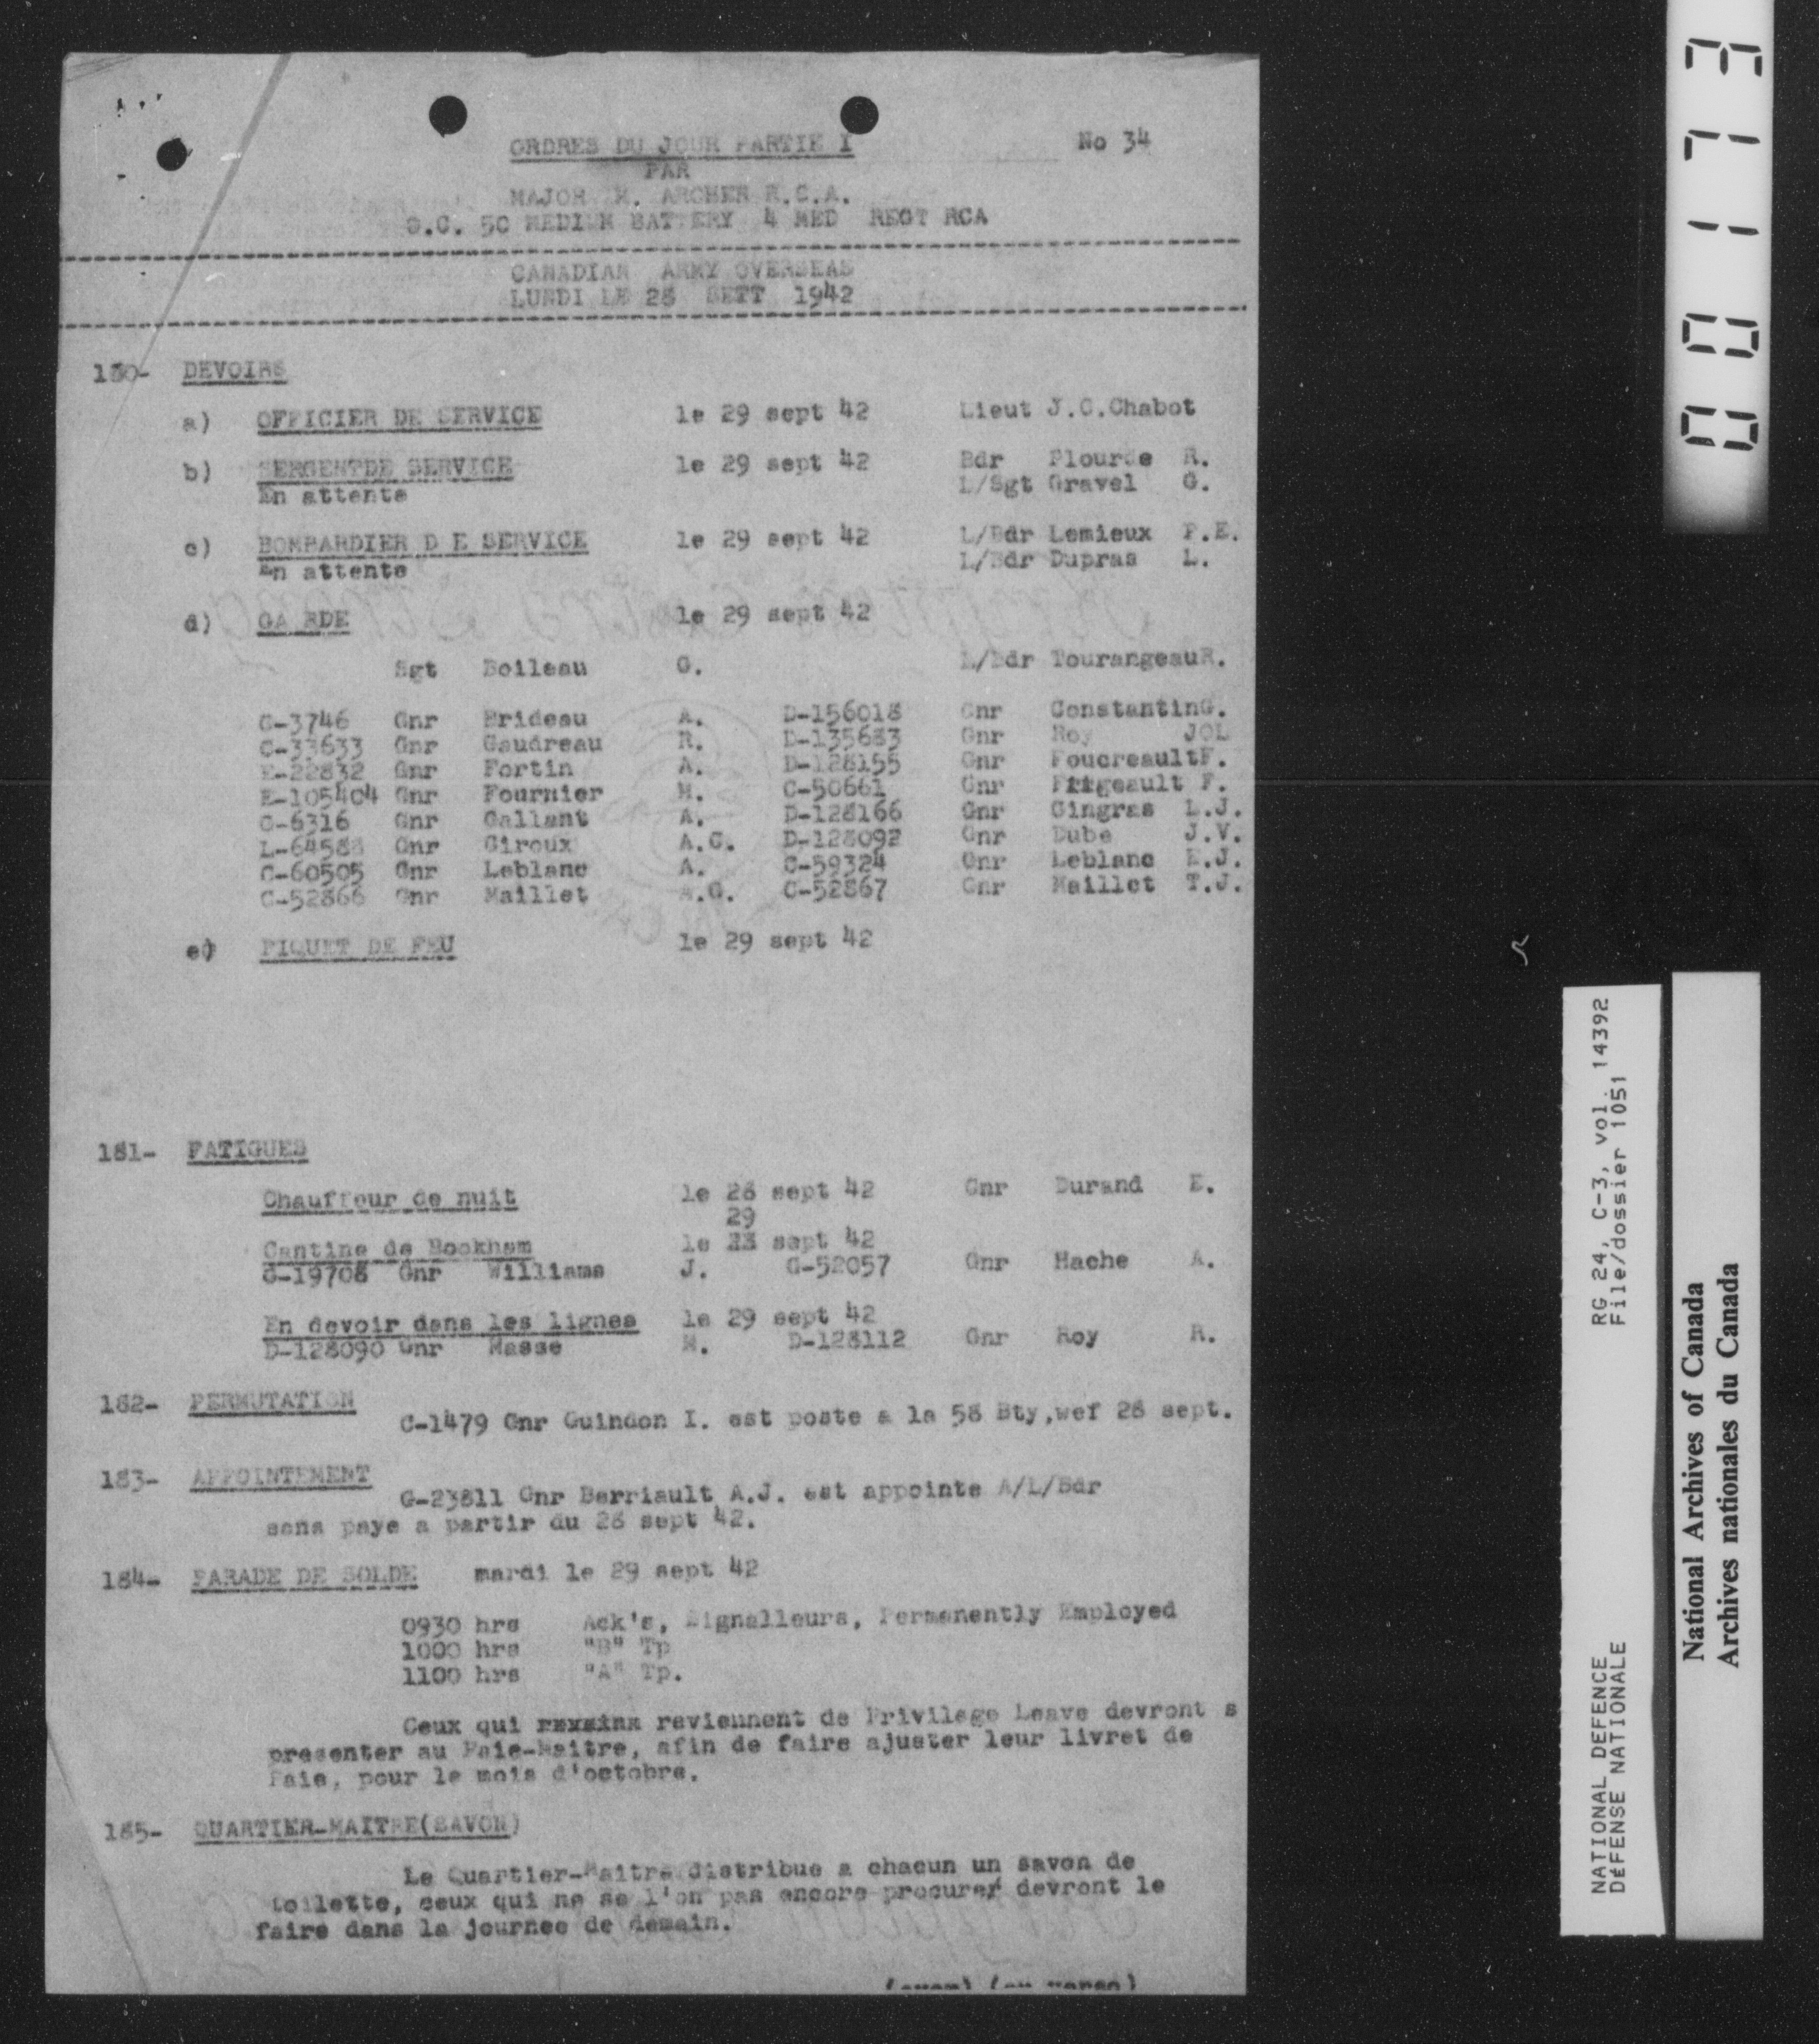 ORDRES DU JOUR PARTIE I No 34
PAR
MAJOR M. ARCHER R.C.A.
O.C. 50 MEDIUM BATTERY 4 MED REGT RCA
CANADIAN ARMY OVERSEAS
LUNDI LE 28 SETT 1942
180- DEVOIRS
a) OFFICIER DE SERVICE le 29 sept 42 Lieut J.C.Chabot
b) SERGENTDE SERVICE le 29 sept 42 Bdr Plourde R.
En attente L/Sgt Gravel G.
c) BOMBARDIER D E SERVICE le 29 sept 42 L/Bdr Lemieux P.E.
En attente L/Bdr Dupras L.
d) GARDE le 29 sept 42
Sgt Boileau G. L/Bdr TourangeauR.
C-3746 Gnr Brideau A. D-156018 Gnr ConstantinG.
C-33633 Gnr Gaudreau R. D-135683 Gnr Roy JOL
E-22832 Gnr Fortin A. D-128155 Gnr FoucreaultF.
E-105404 Gnr Fournier M. C-50661 Gnr Frigeault F.
C-6316 Gnr Gallant A. D-128166 Gnr Gingras L.J.
L-64588 Gnr Giroux A.C. D-128092 Gnr Dube J.V.
G-60505 Gnr Leblanc A. C-59324 Gnr Leblanc E.J.
C-52866 Gnr Maillet A.G. C-52867 Gnr Maillet T.J.
e) PIQUET DE FEU le 29 sept 42
181- FATIGUES
Chauffeur de nuit le 28 sept 42 Gnr Durand E.
29
Cantine de Bookham le sept 42
G-19708 Gnr Williams J. G-52057 Gnr Hache A.
En devoir dans les lignes le 29 sept 42
D-128090 Gnr Masse M. D-128112 Gnr Roy R.
182- PERMUTATION
C-1479 Gnr Guindon I. est poste a la 58 Bty,wef 28 sept.
183- APPOINTEMENT
G-23811 Gnr Berriault A.J. est appointe A/L/Bdr
sans paye a partir du 28 sept 42.
184- PARADE DE SOLDE mardi le 29 sept 42
0930 hrs Ack's, Signalleurs, Permanently Employed
1000 hrs "B" Tp
1100 hrs "A" Tp.
Ceux qui reviennent de Privilege Leave devront s
presenter au Paie-Maitre, afin de faire ajuster leur livret de
Paie, pour le mois d'octobre.
185- QUARTIER-MAITRE(SAVON)
Le Quartier-Maitre distribue a chacun un savon de
toilette, ceux qui ne se l'on pas encore procurer devront le
faire dans la journee de demain.
00173
RG 24, C-3, vol. 14392
File/dossier 1051
NATIONAL DEFENCE
DÉFENSE NATIONALE
National Archives of Canada
Archives nationales du Canada